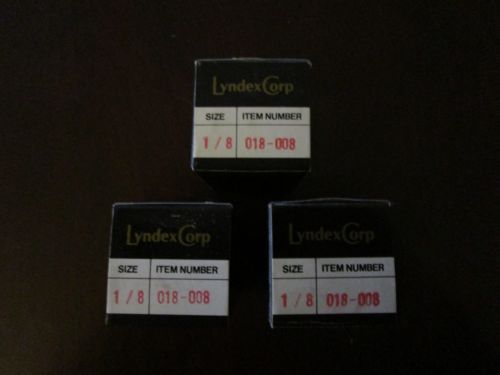 LyndexCorp
SIZE ITEM NUMBER
1/8 018-008
LyndexCorp
SIZE ITEM NUMBER
1/8 018-008
LyndexCorp
SIZE ITEM NUMBER
1/8 018-008